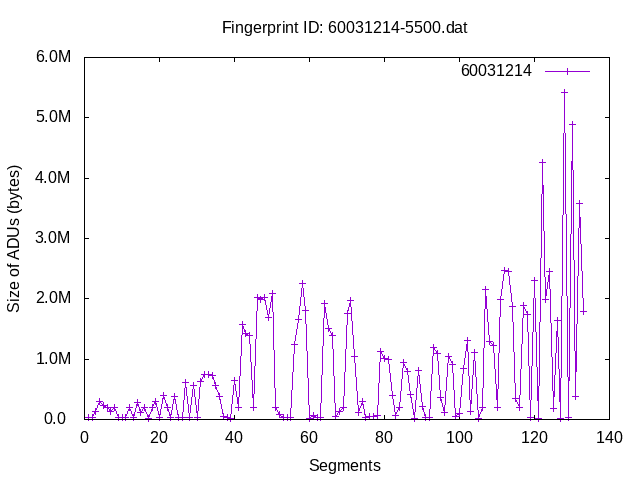 Fingerprint ID: 60031214-5500.dat
60031214
Size of ADUs (bytes)
6.0M
5.0M
4.0M
3.0M
2.0M
1.0M
0.0
0 20 40 60 80 100 120 140
Segments